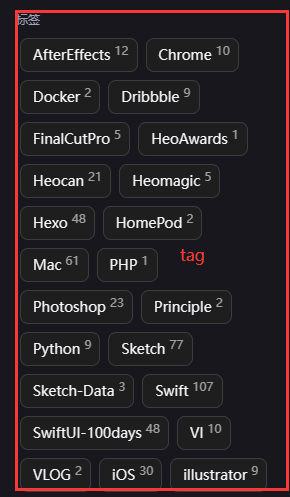 标签
AfterEffects 12 Chrome 10
Docker 2 Dribbble 9
FinalCutPro 5 HeoAwards 1
Heocan 21 Heomagic 5
Hexo 48 HomePod 2
Mac 61 PHP 1 tag
Photoshop 23 Principle 2
Python 9 Sketch 77
Sketch-Data 3 Swift 107
SwiftUI-100days 48 VI 10
VLOG 2 iOS 30 illustrator 9